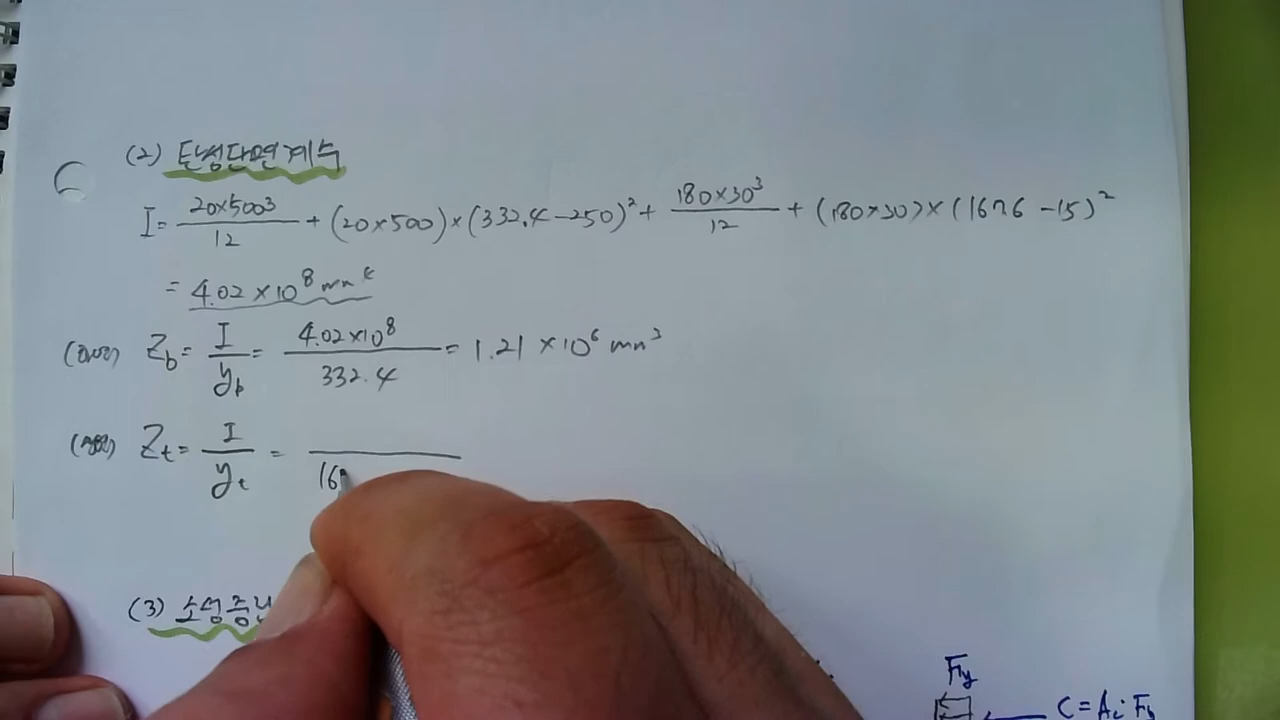 (2) 탄성단면계수
I = 20×500³/12 + (20×500)×(332.4-250)² + 180×30³/12 + (180×30)×(167.6-15)²
= 4.02×10⁸ mm⁴
Z_b = I/y_b = 4.02×10⁸/332.4 = 1.21×10⁶ mm³
Z_t = I/y_t = 16
(3) 소성중
Fy
C = A_c·F_y